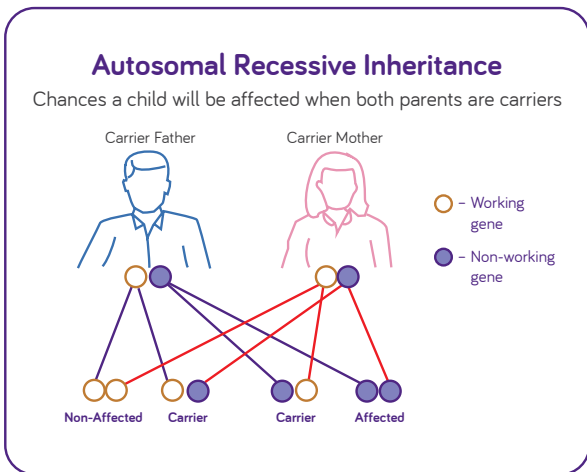 Autosomal Recessive Inheritance
Chances a child will be affected when both parents are carriers
Carrier Father
Carrier Mother
– Working
gene
– Non-working
gene
Non-Affected
Carrier
Carrier
Affected